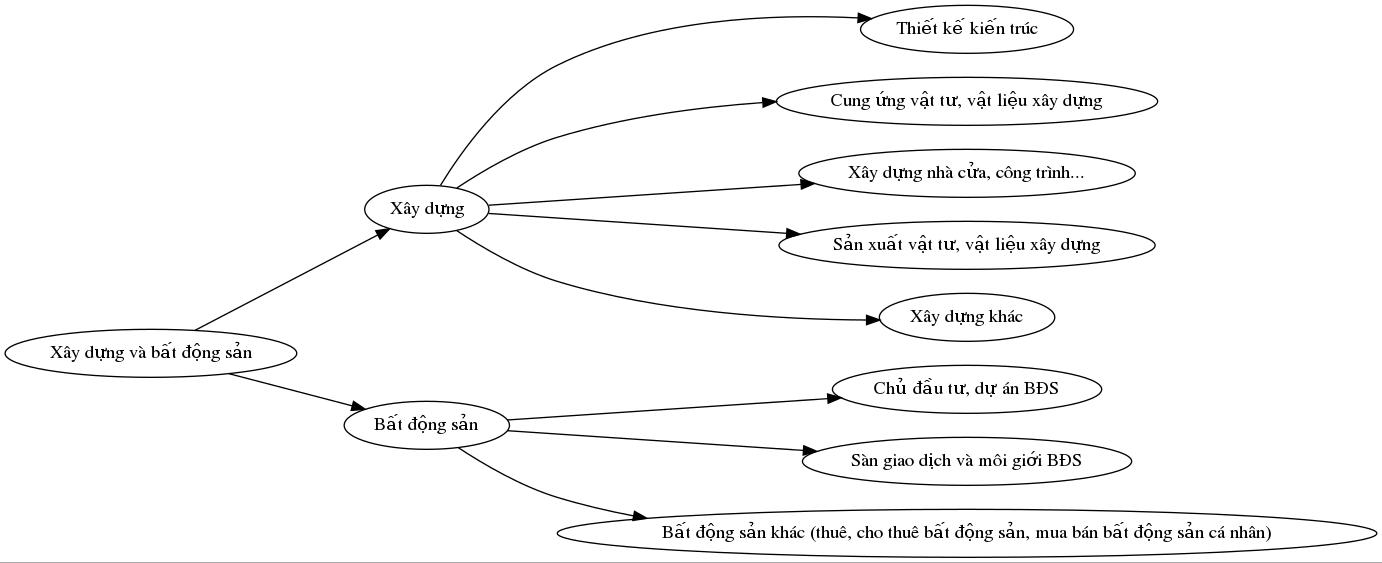 Thiết kế kiến trúc
Cung ứng vật tư, vật liệu xây dựng
Xây dựng nhà cửa, công trình...
Xây dựng
Sản xuất vật tư, vật liệu xây dựng
Xây dựng khác
Xây dựng và bất động sản
Chủ đầu tư, dự án BĐS
Bất động sản
Sàn giao dịch và môi giới BĐS
Bất động sản khác (thuê, cho thuê bất động sản, mua bán bất động sản cá nhân)